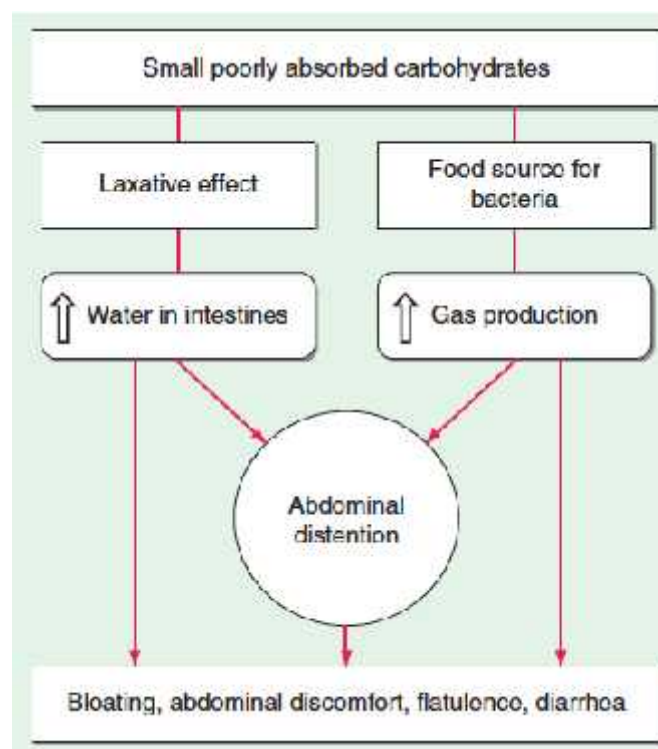 Small poorly absorbed carbohydrates
Laxative effect
Food source for
bacteria
Water in intestines
Gas production
Abdominal
distention
Bloating, abdominal discomfort, flatulence, diarrhoea